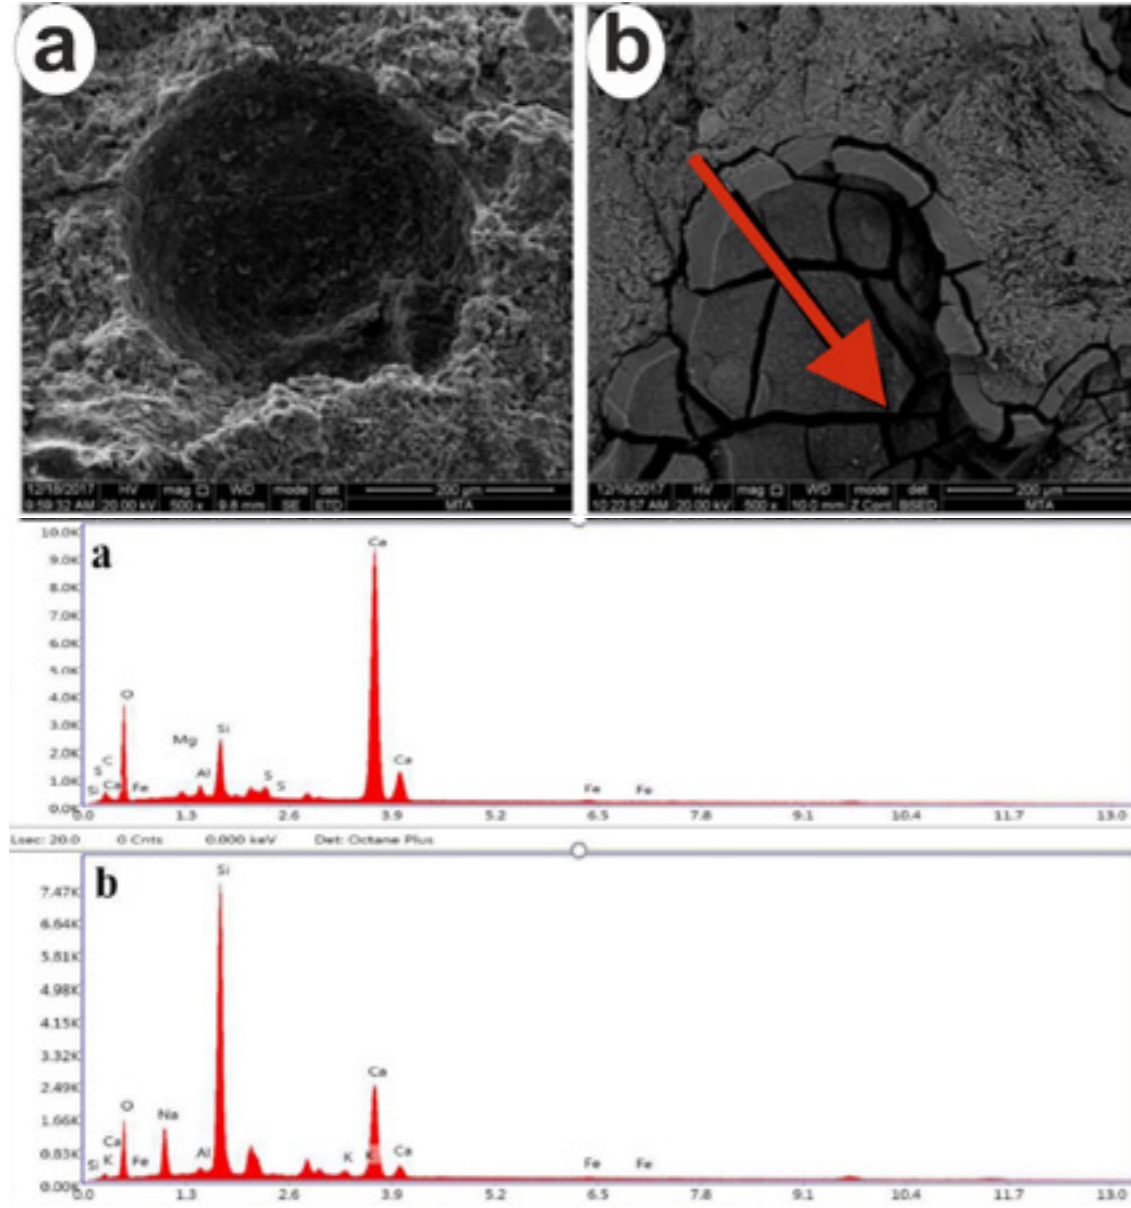 a
b
12/18/2017 HV mag WD mode det 200 µm
9:59:32 AM 20.00 kV 500 x 9.8 mm SE ETD MTA
12/18/2017 HV mag WD mode det 200 µm
10:22:57 AM 20.00 kV 500 x 10.0 mm Z Cont BSED MTA
a
10.0K
9.0K
8.0K
7.0K
6.0K
5.0K
4.0K
3.0K
2.0K
1.0K
0.0K
Ca
O
Mg
Si
C
S
Al
S
Ca
Si
Ca
Fe
S
Fe
Fe
0.0 1.3 2.6 3.9 5.2 6.5 7.8 9.1 10.4 11.7 13.0
Lsec: 20.0 0 Cnts 0.000 keV Det: Octane Plus
b
7.47K
6.64K
5.81K
4.98K
4.15K
3.32K
2.49K
1.66K
0.83K
0.00K
Si
Ca
O
Na
Ca
Al
Ca
Si
K
Fe
K
K
Fe
Fe
0.0 1.3 2.6 3.9 5.2 6.5 7.8 9.1 10.4 11.7 13.0